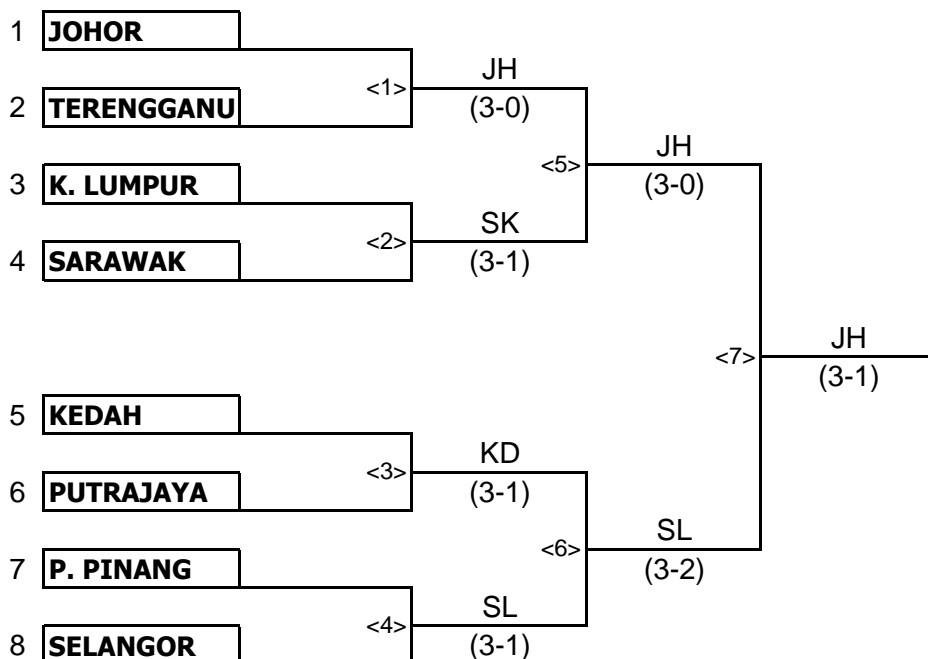 1 JOHOR
<1> JH
(3-0)
2 TERENGGANU
<5> JH
(3-0)
3 K. LUMPUR
<2> SK
(3-1)
4 SARAWAK
<7> JH
(3-1)
5 KEDAH
<3> KD
(3-1)
6 PUTRAJAYA
<6> SL
(3-2)
7 P. PINANG
<4> SL
(3-1)
8 SELANGOR